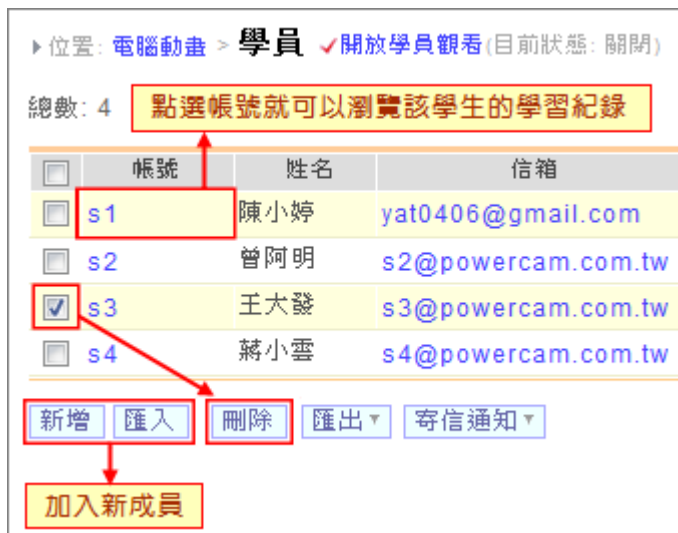 位置: 電腦動畫 > 學員 開放學員觀看(目前狀態: 關閉)
總數: 4 點選帳號就可以瀏覽該學生的學習紀錄
帳號 姓名 信箱
s1 陳小婷 yat0406@gmail.com
s2 曾阿明 s2@powercam.com.tw
s3 王大發 s3@powercam.com.tw
s4 蔣小雲 s4@powercam.com.tw
新增 匯入 刪除 匯出 寄信通知
加入新成員